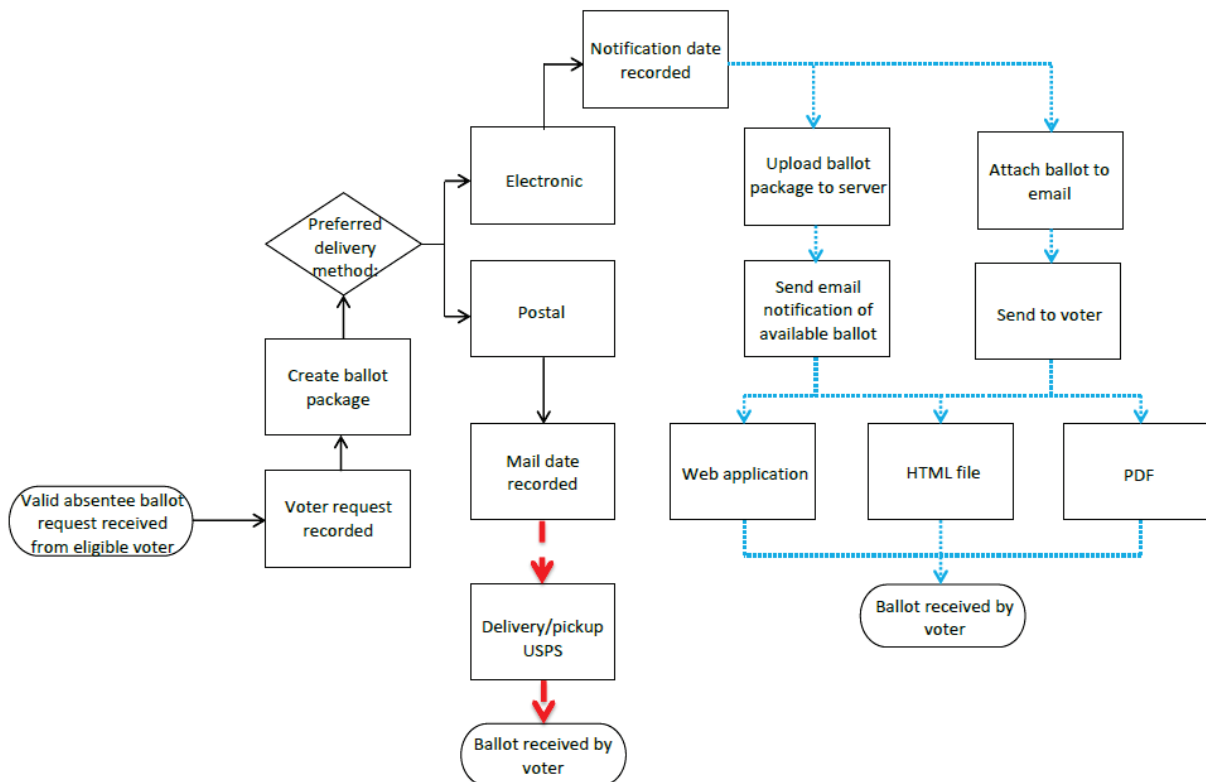 Notification date
recorded
Electronic
Upload ballot
package to server
Attach ballot to
email
Preferred
delivery
method:
Postal
Send email
notification of
available ballot
Send to voter
Create ballot
package
Mail date
recorded
Web application
HTML file
PDF
Valid absentee ballot
request received
from eligible voter
Voter request
recorded
Delivery/pickup
USPS
Ballot received by
voter
Ballot received by
voter